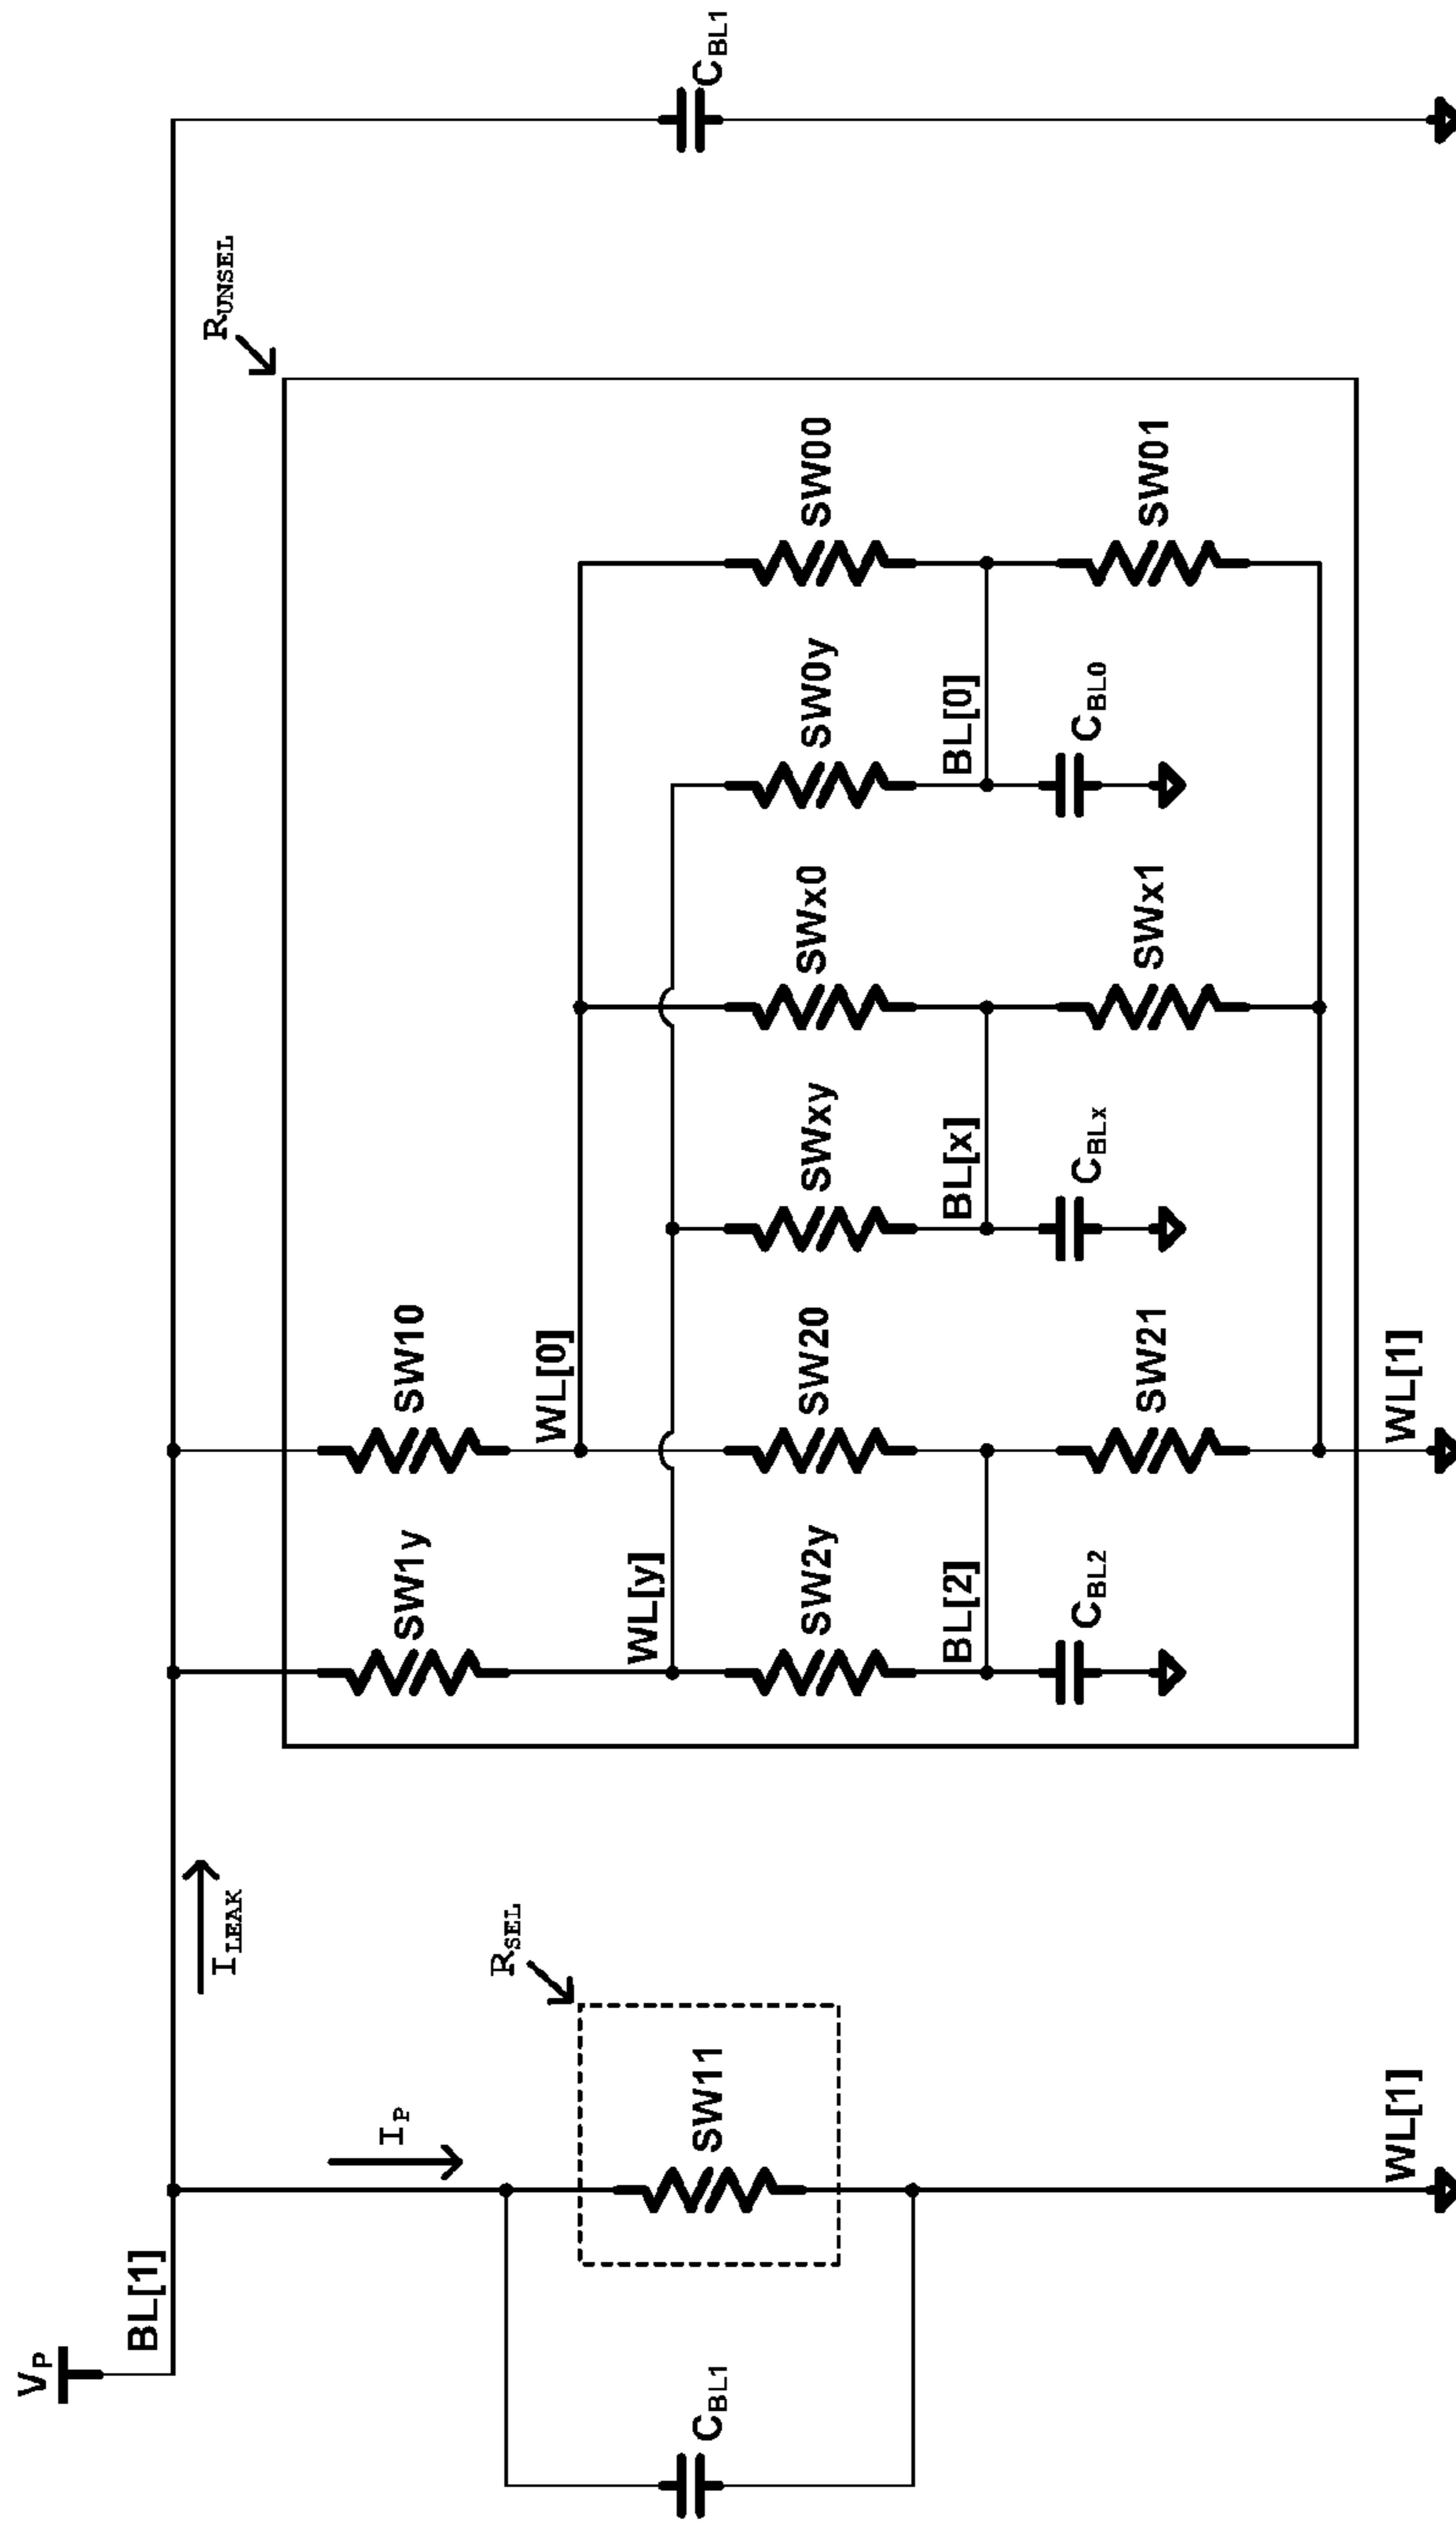 V_P
BL[1]
I_LEAK
I_P
R_SEL
SW11
C_BL1
WL[1]
R_UNSEL
SW1y
SW10
WL[y]
WL[0]
SW2y
SW20
SWxy
SWx0
SW0y
SW00
BL[2]
BL[x]
BL[0]
C_BL2
SW21
C_BLx
SWx1
C_BL0
SW01
WL[1]
C_BL1